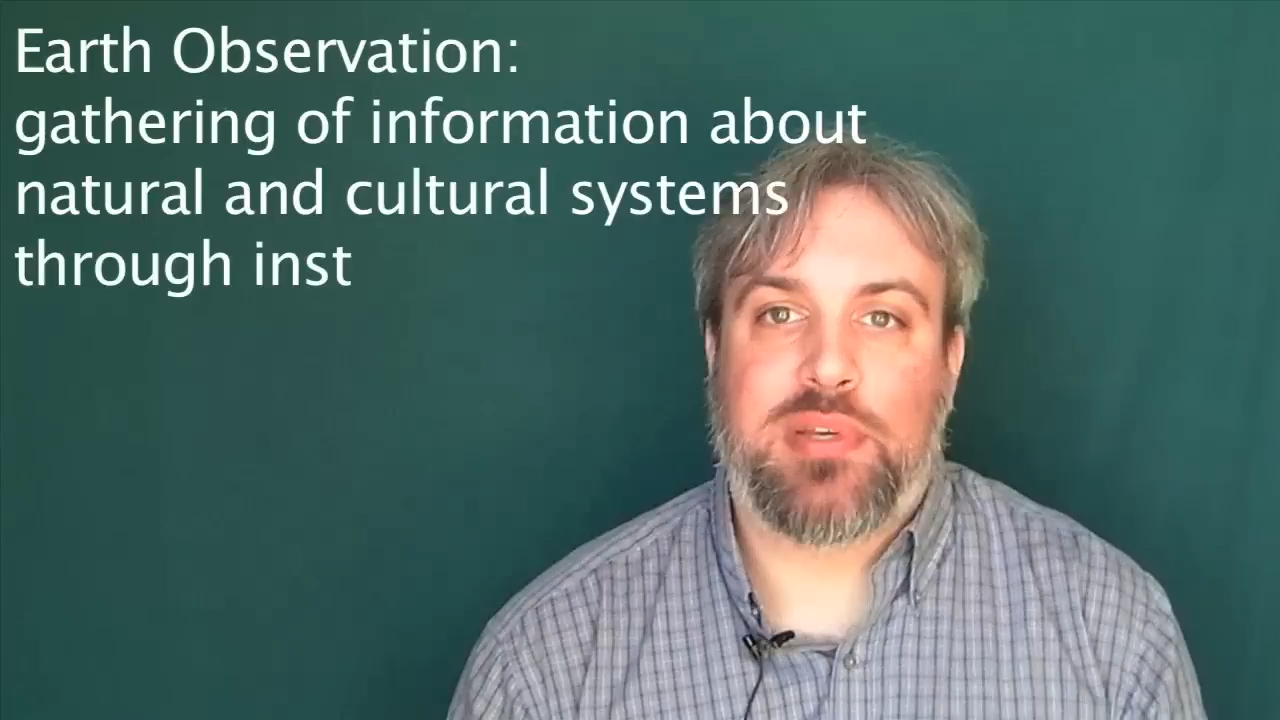 Earth Observation:
gathering of information about
natural and cultural systems
through inst